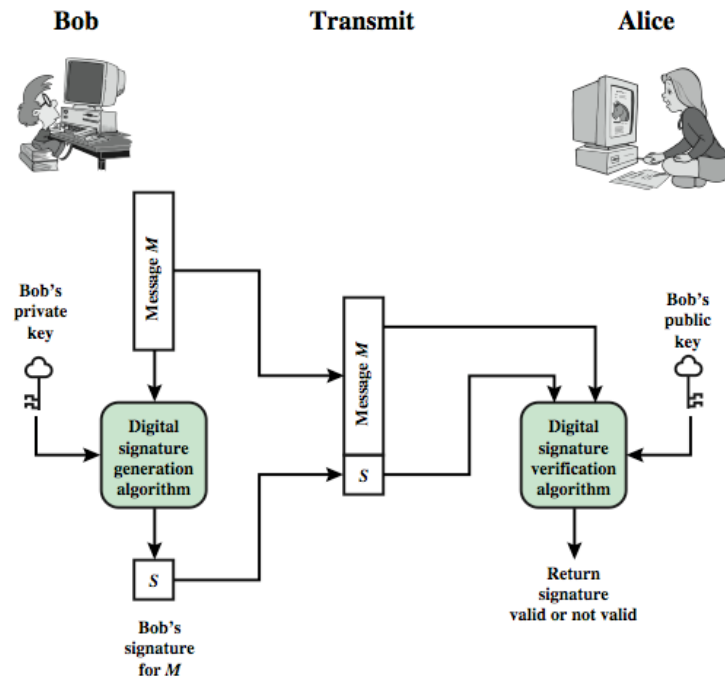 Bob
Transmit
Alice
Message M
Bob's
private
key
Digital
signature
generation
algorithm
S
Bob's
signature
for M
Message M
S
Bob's
public
key
Digital
signature
verification
algorithm
Return
signature
valid or not valid